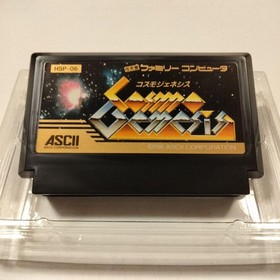 HSP-06
ファミリー コンピュータ
コスモジェネシス
Cosmo
Genesis
ASCII
ASCII CORPORATION